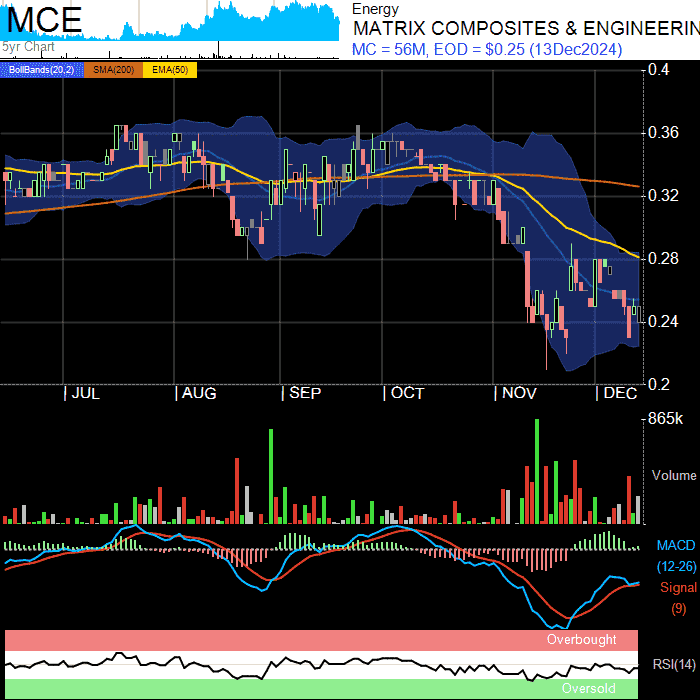 MCE
5yr Chart
Energy
MATRIX COMPOSITES & ENGINEERIN
MC = 56M, EOD = $0.25 (13Dec2024)
BollBands(20,2) SMA(200) EMA(50)
0.4
0.36
0.32
0.28
0.24
0.2
JUL AUG SEP OCT NOV DEC
865k
Volume
MACD
(12-26)
Signal
(9)
Overbought
RSI(14)
Oversold